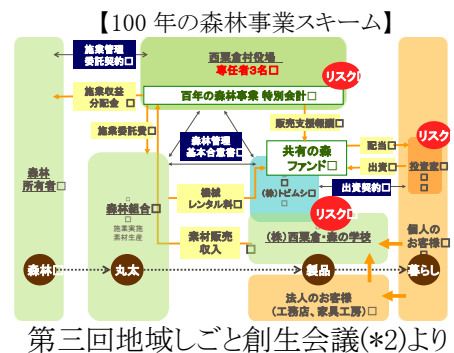 【100年の森林事業スキーム】
施業管理
委託契約□
西粟倉村役場
専任者3名□
リスク□
百年の森林事業 特別会計□
施業収益
分配金□
施業委託費□
森林管理
基本合意書□
販売支援報酬□
共有の森
ファンド□
配当□
出資□
リスク□
投資家□
□
□
森林
所有者□
□
□
(株)トビムシ□
出資契約□
機械
レンタル料□
森林組合□
□
施業実施
素材生産□
リスク□
素材販売
収入□
(株)西粟倉・森の学校□
個人の
お客様□
森林□
丸太□
製品□
暮らし□
法人のお客様□
(工務店、家具工房)□
第三回地域しごと創生会議(*2)より